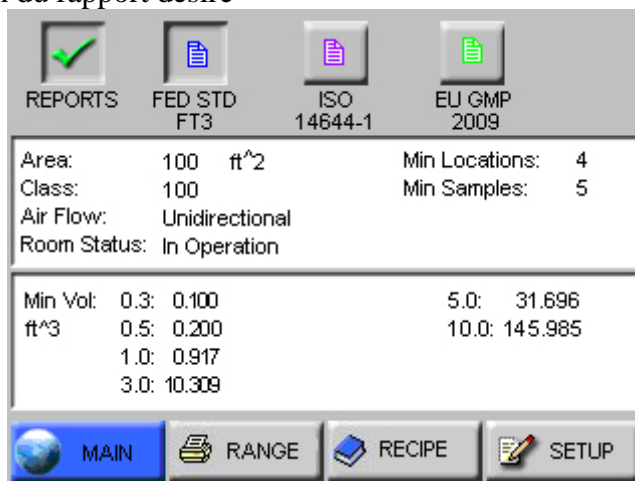 du rapport désiré
REPORTS
FED STD
FT3
ISO
14644-1
EU GMP
2009
Area: 100 ft^2
Class: 100
Air Flow: Unidirectional
Room Status: In Operation
Min Locations: 4
Min Samples: 5
Min Vol: 0.3: 0.100
ft^3 0.5: 0.200
1.0: 0.917
3.0: 10.309
5.0: 31.696
10.0: 145.985
MAIN
RANGE
RECIPE
SETUP